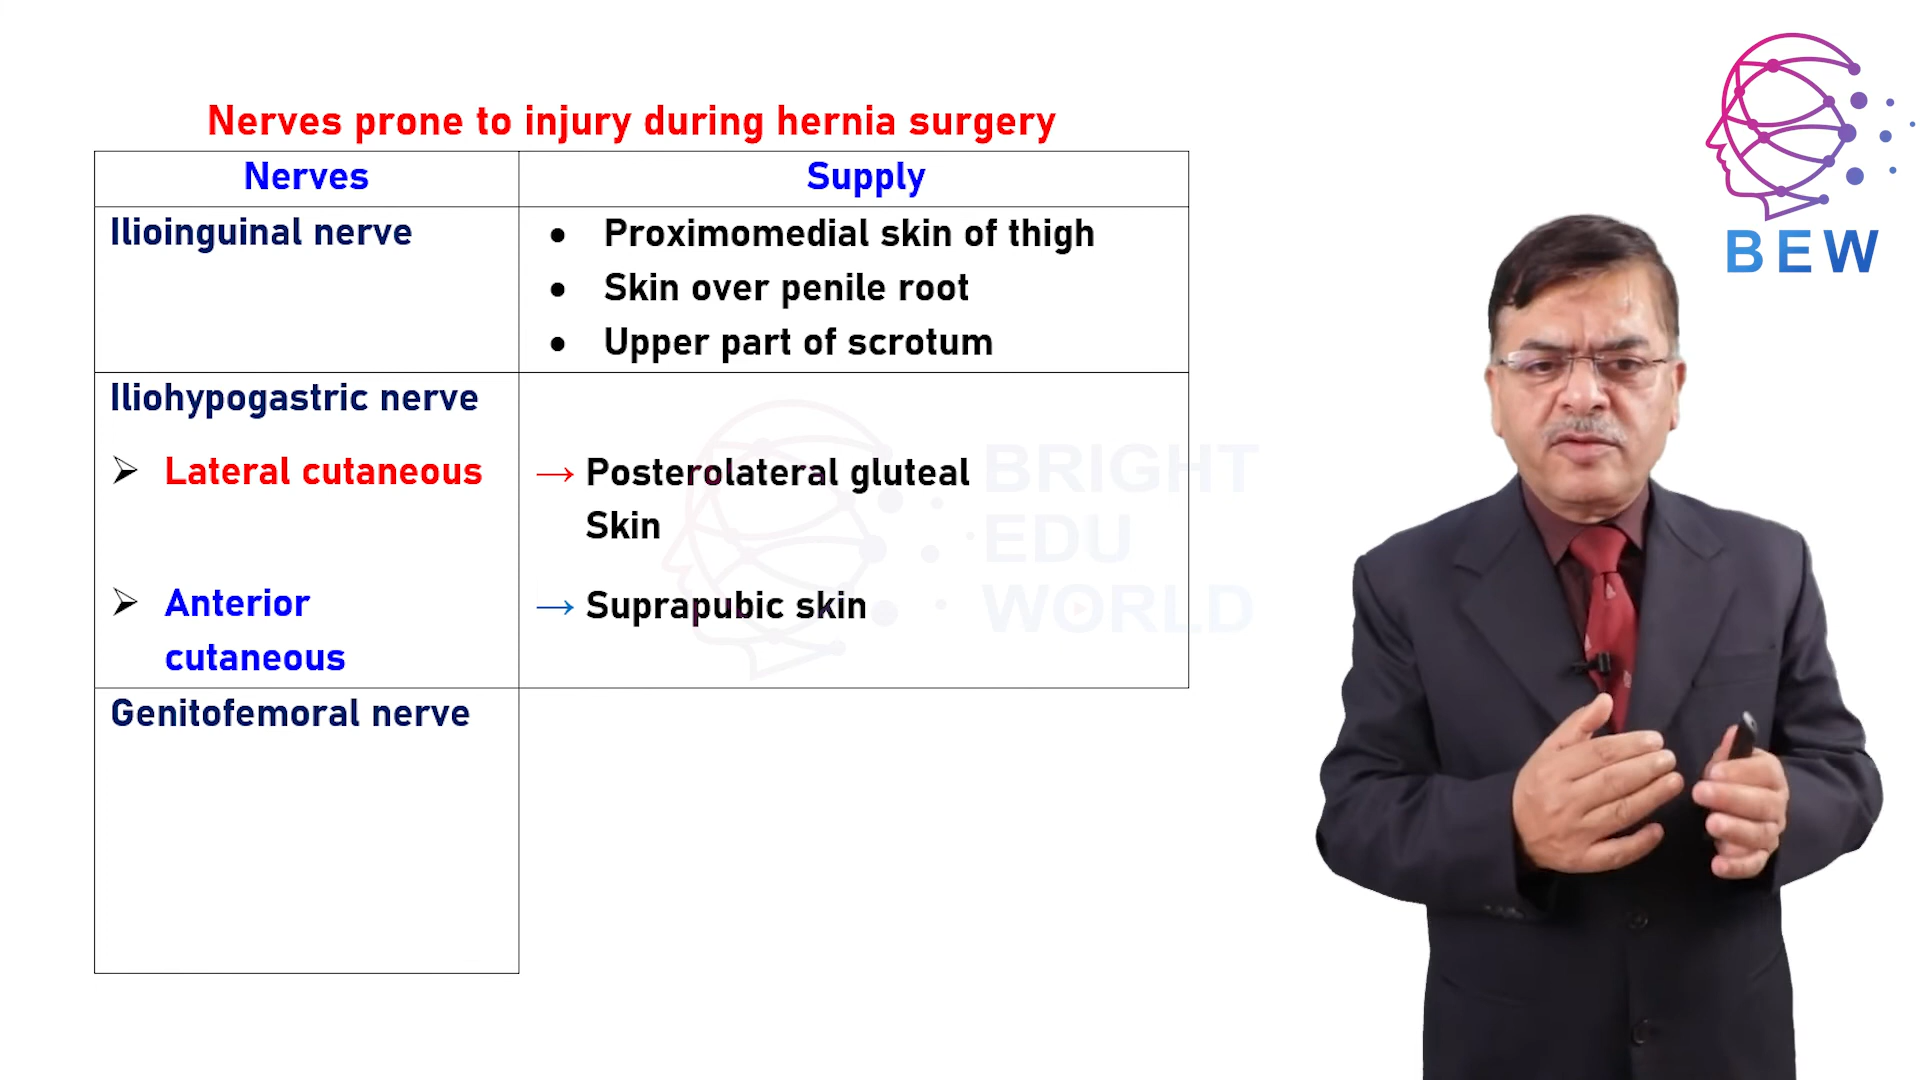 Nerves prone to injury during hernia surgery
Nerves
Supply
Ilioinguinal nerve
• Proximomedial skin of thigh
• Skin over penile root
• Upper part of scrotum
Iliohypogastric nerve
➢ Lateral cutaneous
→ Posterolateral gluteal
Skin
➢ Anterior
cutaneous
→ Suprapubic skin
Genitofemoral nerve
BEW
BRIGHT
EDU
WORLD